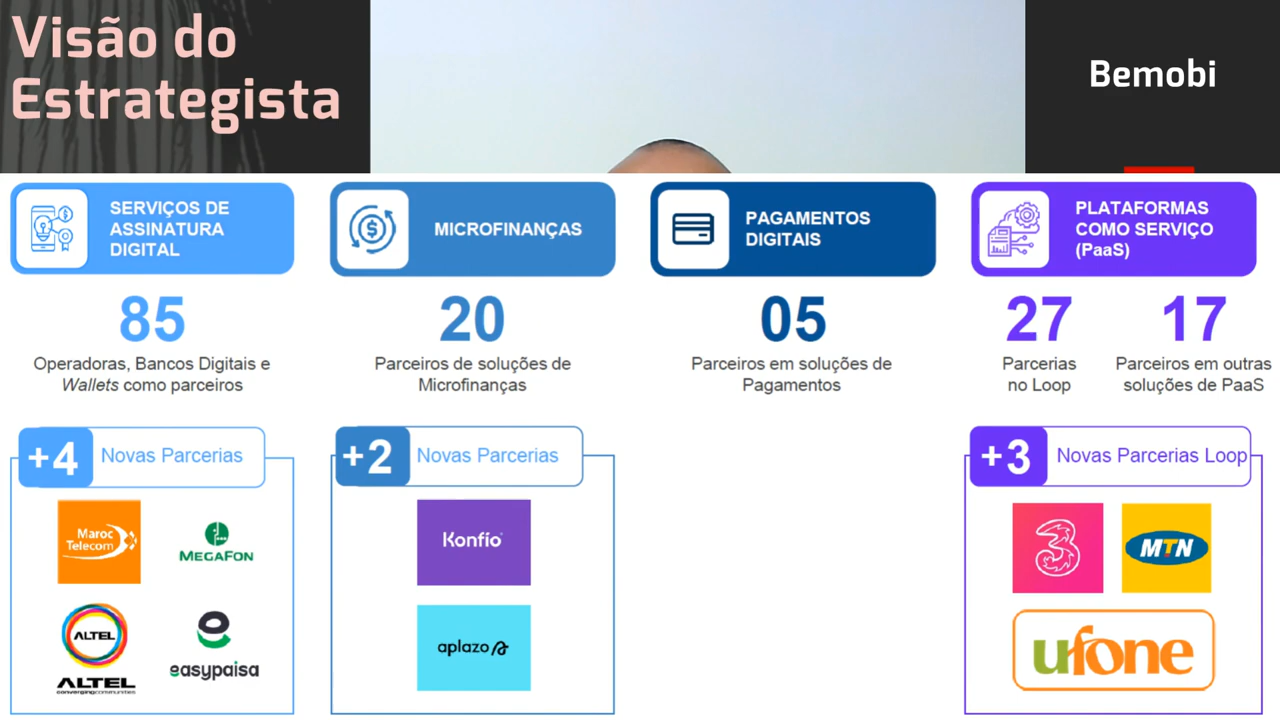 Visão do
Estrategista
Bemobi
SERVIÇOS DE
ASSINATURA
DIGITAL
85
Operadoras, Bancos Digitais e
Wallets como parceiros
+4 Novas Parcerias
Maroc
Telecom
MEGAFON
ALTEL
ALTEL
convergingcommunities
easypaisa
MICROFINANÇAS
20
Parceiros de soluções de
Microfinanças
+2 Novas Parcerias
Konfío
aplazo
PAGAMENTOS
DIGITAIS
05
Parceiros em soluções de
Pagamentos
PLATAFORMAS
COMO SERVIÇO
(PaaS)
27
Parcerias
no Loop
17
Parceiros em outras
soluções de PaaS
+3 Novas Parcerias Loop
3
MTN
ufone